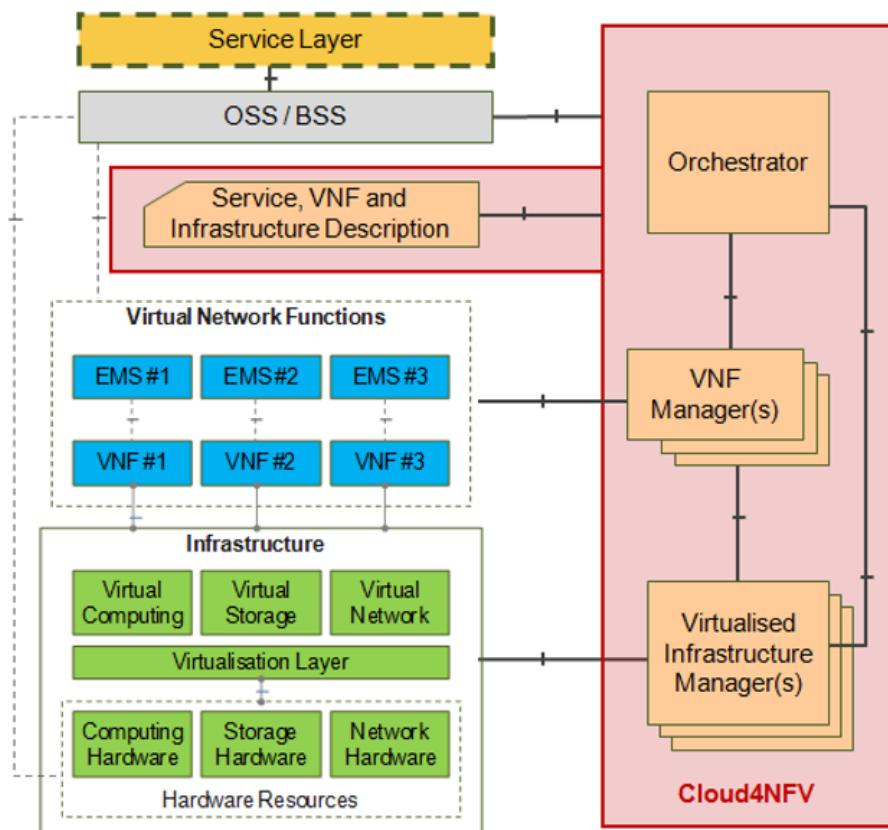 Service Layer
OSS / BSS
Orchestrator
Service, VNF and
Infrastructure Description
Virtual Network Functions
EMS #1
EMS #2
EMS #3
VNF
Manager(s)
VNF #1
VNF #2
VNF #3
Infrastructure
Virtual
Computing
Virtual
Storage
Virtual
Network
Virtualised
Infrastructure
Manager(s)
Virtualisation Layer
Computing
Hardware
Storage
Hardware
Network
Hardware
Hardware Resources
Cloud4NFV